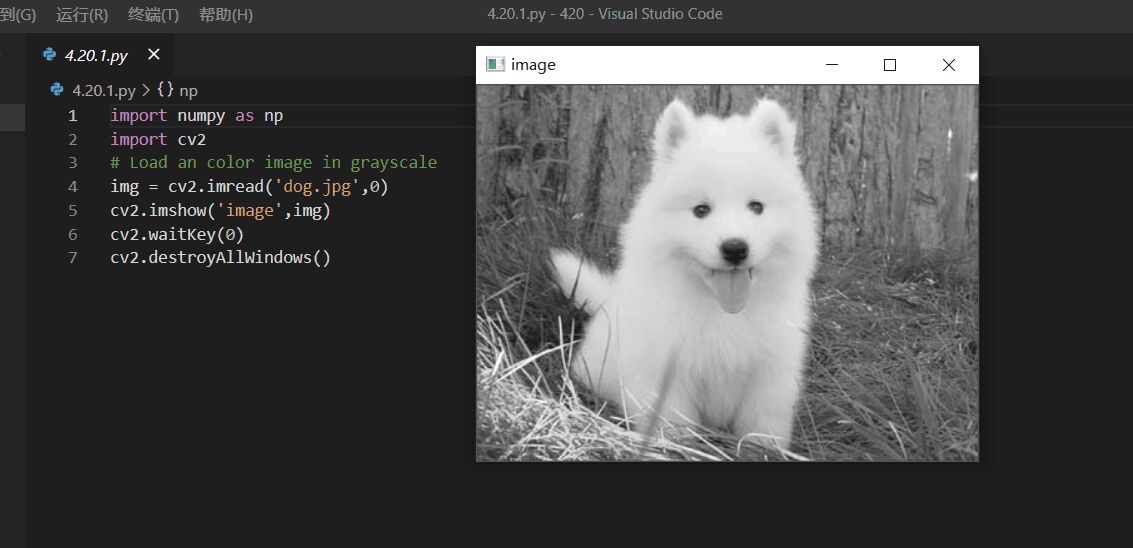 到(G) 运行(R) 终端(T) 帮助(H) 4.20.1.py - 420 - Visual Studio Code
4.20.1.py
4.20.1.py > {} np
1 import numpy as np
2 import cv2
3 # Load an color image in grayscale
4 img = cv2.imread('dog.jpg',0)
5 cv2.imshow('image',img)
6 cv2.waitKey(0)
7 cv2.destroyAllWindows()
image